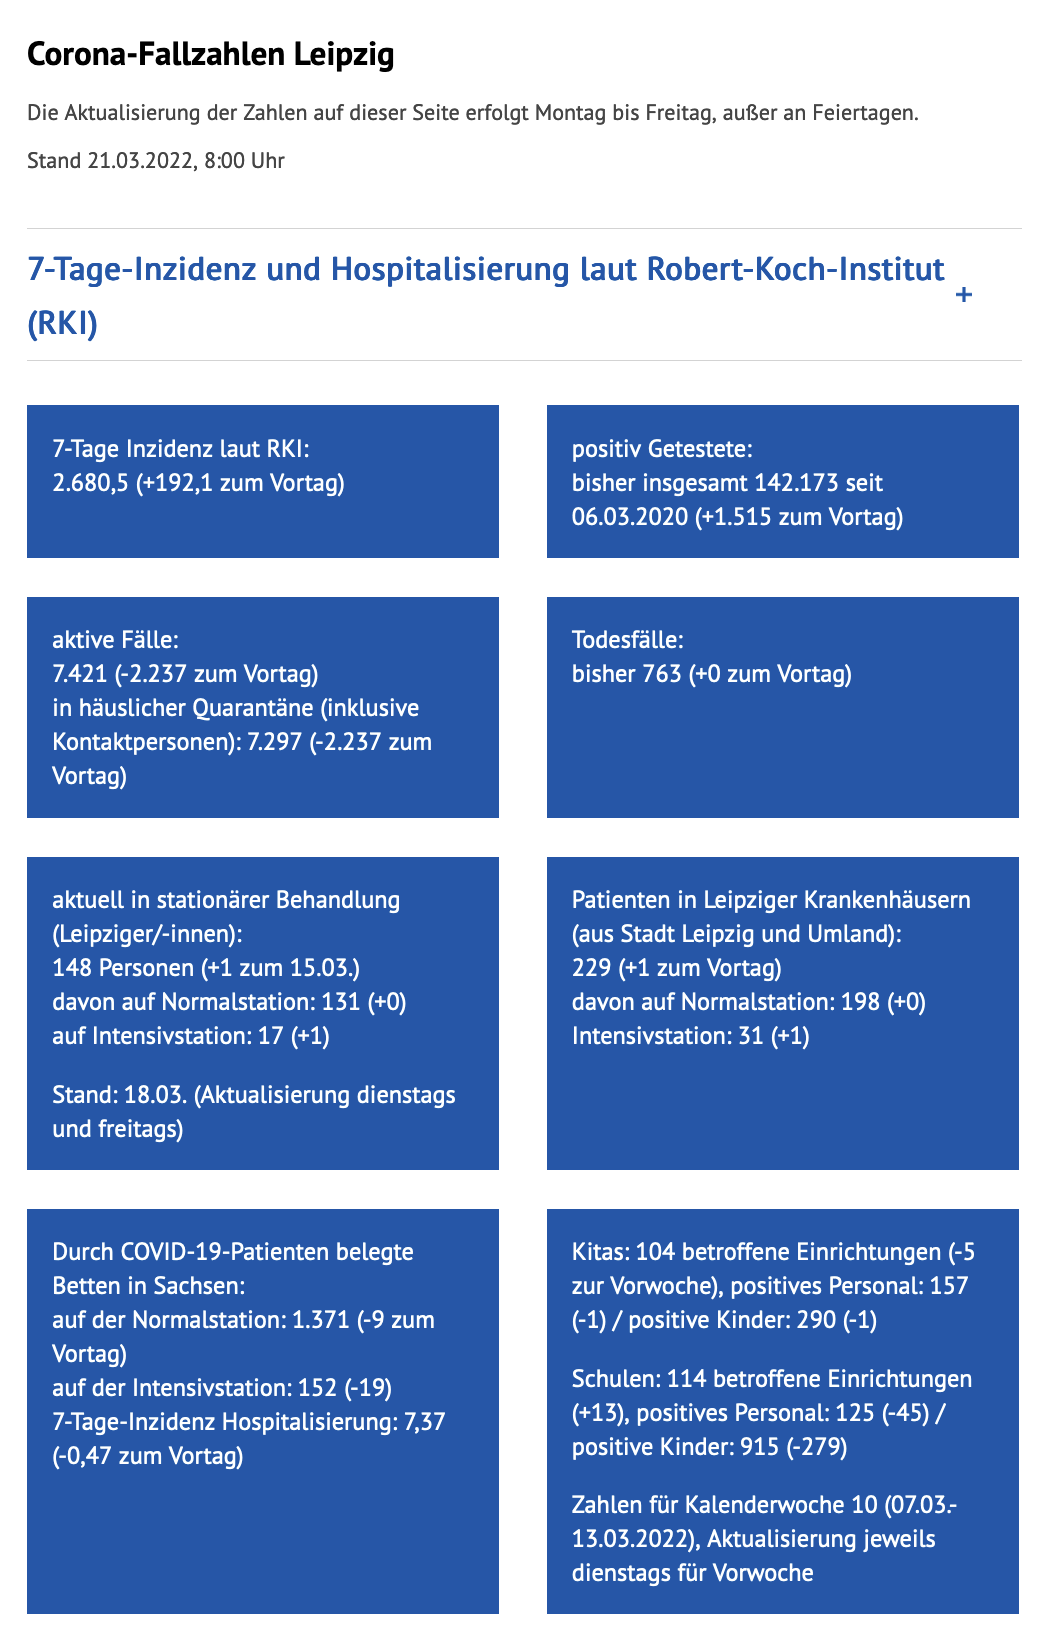 Corona-Fallzahlen Leipzig
Die Aktualisierung der Zahlen auf dieser Seite erfolgt Montag bis Freitag, außer an Feiertagen.
Stand 21.03.2022, 8:00 Uhr
7-Tage-Inzidenz und Hospitalisierung laut Robert-Koch-Institut
(RKI)
+
7-Tage Inzidenz laut RKI:
2.680,5 (+192,1 zum Vortag)
positiv Getestete:
bisher insgesamt 142.173 seit
06.03.2020 (+1.515 zum Vortag)
aktive Fälle:
7.421 (-2.237 zum Vortag)
in häuslicher Quarantäne (inklusive
Kontaktpersonen): 7.297 (-2.237 zum
Vortag)
Todesfälle:
bisher 763 (+0 zum Vortag)
aktuell in stationärer Behandlung
(Leipziger/-innen):
148 Personen (+1 zum 15.03.)
davon auf Normalstation: 131 (+0)
auf Intensivstation: 17 (+1)
Stand: 18.03. (Aktualisierung dienstags
und freitags)
Patienten in Leipziger Krankenhäusern
(aus Stadt Leipzig und Umland):
229 (+1 zum Vortag)
davon auf Normalstation: 198 (+0)
Intensivstation: 31 (+1)
Durch COVID-19-Patienten belegte
Betten in Sachsen:
auf der Normalstation: 1.371 (-9 zum
Vortag)
auf der Intensivstation: 152 (-19)
7-Tage-Inzidenz Hospitalisierung: 7,37
(-0,47 zum Vortag)
Kitas: 104 betroffene Einrichtungen (-5
zur Vorwoche), positives Personal: 157
(-1) / positive Kinder: 290 (-1)
Schulen: 114 betroffene Einrichtungen
(+13), positives Personal: 125 (-45) /
positive Kinder: 915 (-279)
Zahlen für Kalenderwoche 10 (07.03.-
13.03.2022), Aktualisierung jeweils
dienstags für Vorwoche